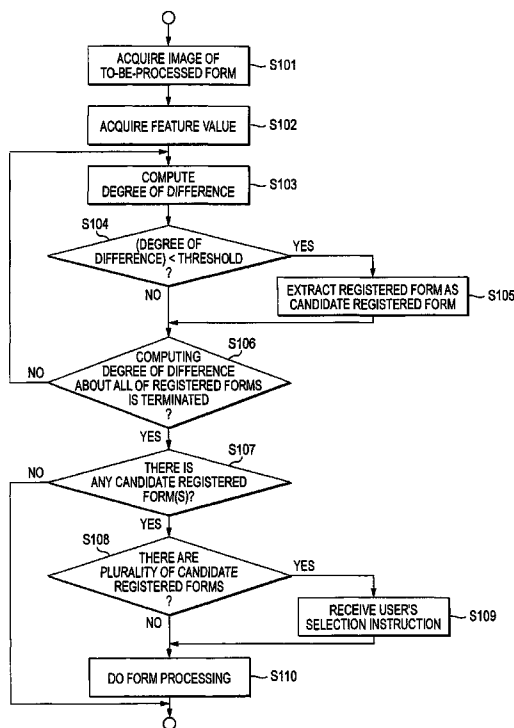 ACQUIRE IMAGE OF
TO-BE-PROCESSED FORM
S101
ACQUIRE FEATURE VALUE
S102
COMPUTE
DEGREE OF DIFFERENCE
S103
S104
(DEGREE OF
DIFFERENCE) < THRESHOLD
?
YES
NO
EXTRACT REGISTERED FORM AS
CANDIDATE REGISTERED FORM
S105
S106
COMPUTING
DEGREE OF DIFFERENCE
ABOUT ALL OF REGISTERED FORMS
IS TERMINATED
?
NO
YES
S107
THERE IS
ANY CANDIDATE REGISTERED
FORM(S)?
NO
YES
S108
THERE ARE
PLURALITY OF CANDIDATE
REGISTERED FORMS
?
YES
NO
RECEIVE USER'S
SELECTION INSTRUCTION
S109
DO FORM PROCESSING
S110